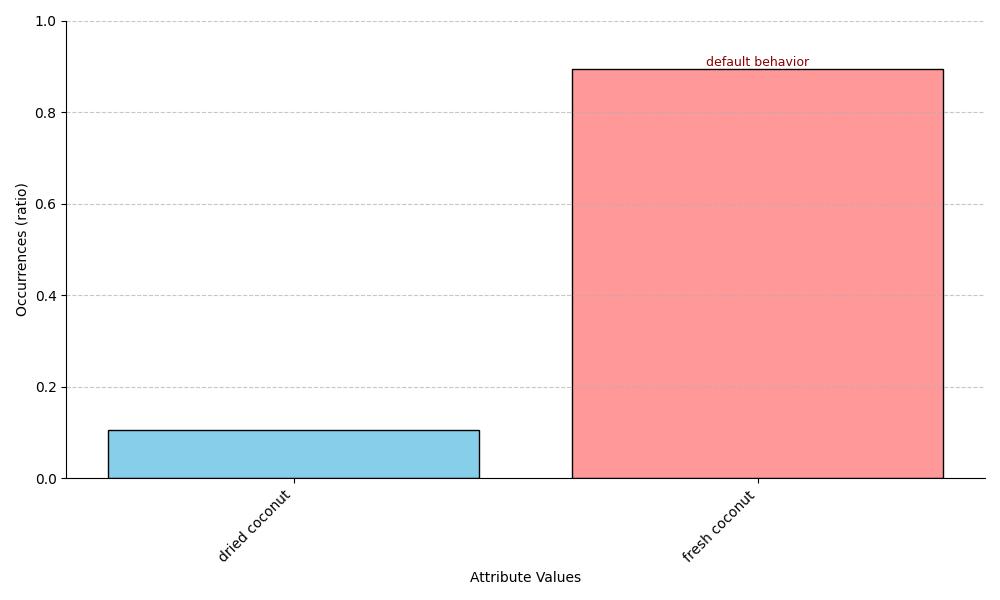 1.0
default behavior
0.8
0.6
0.4
0.2
0.0
Occurrences (ratio)
dried coconut
fresh coconut
Attribute Values